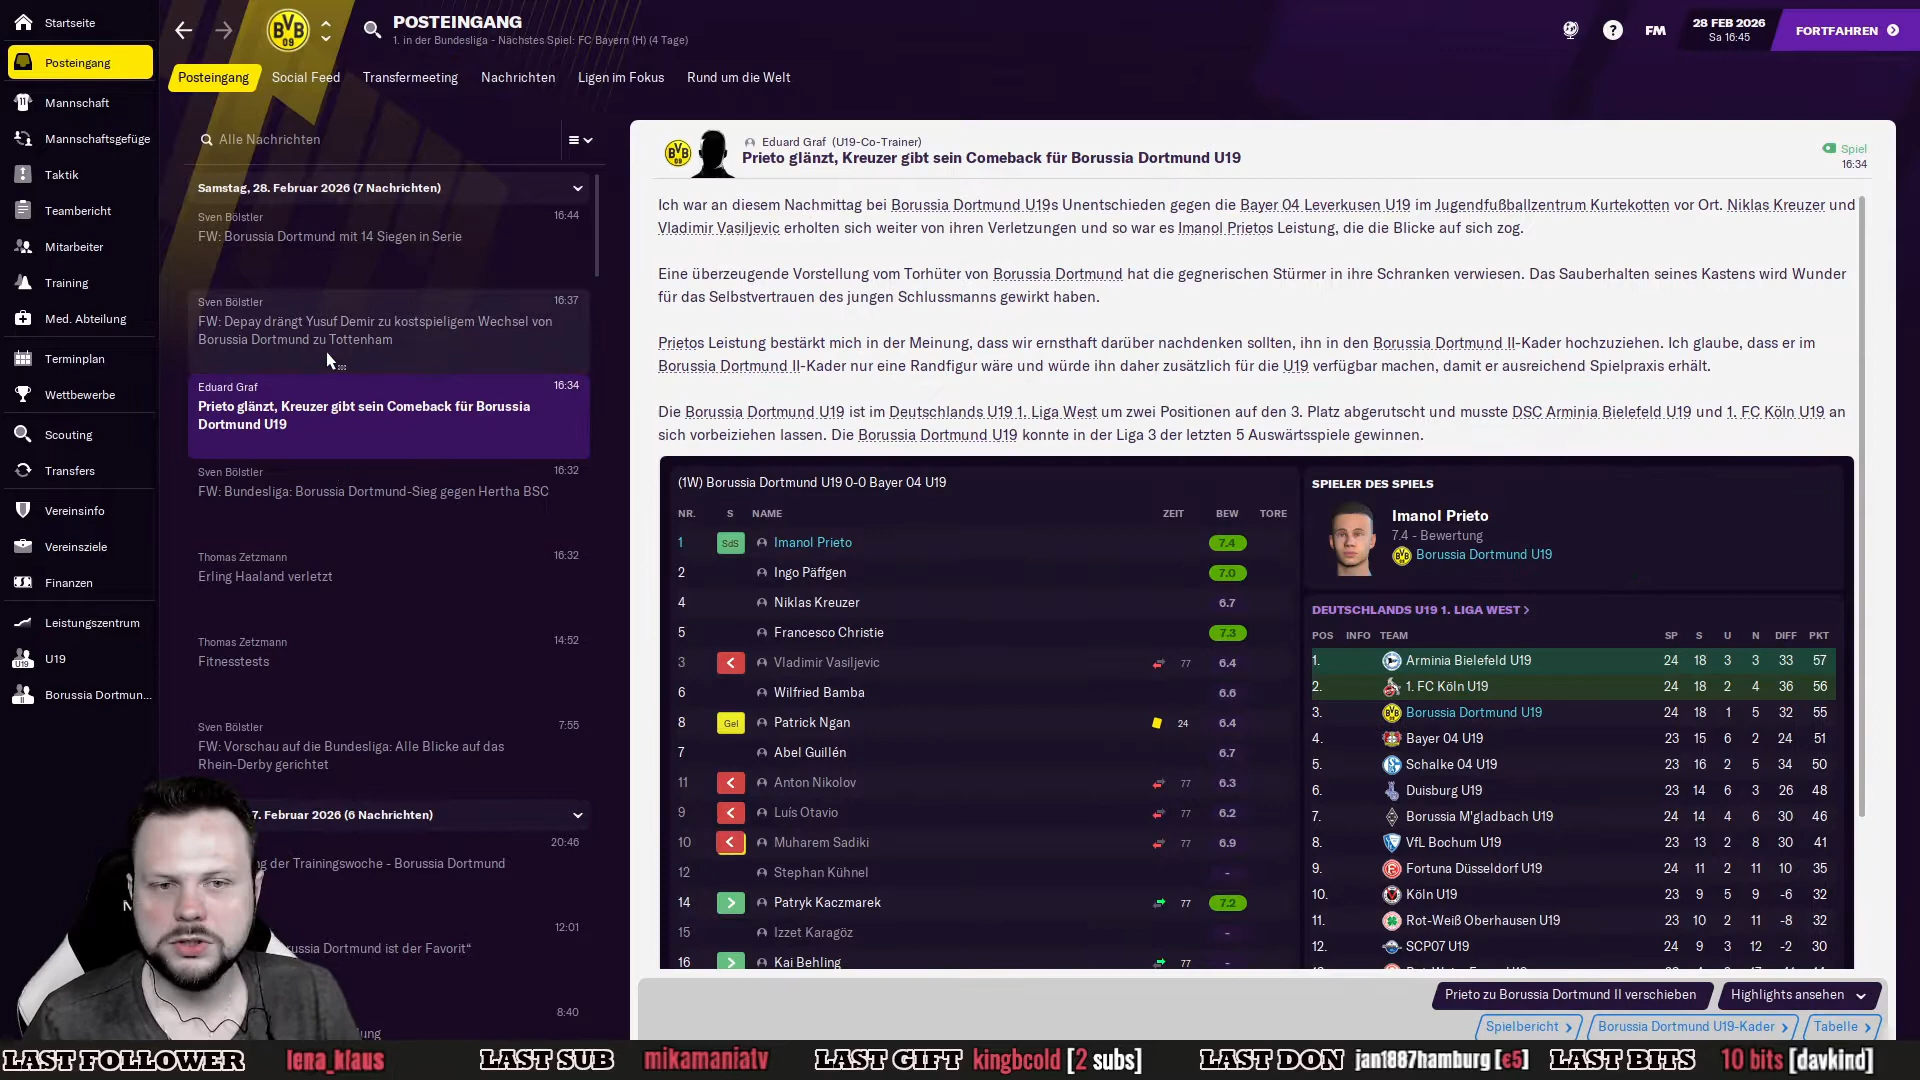 Startseite
Posteingang
Mannschaft
Mannschaftsgefüge
Taktik
Teambericht
Mitarbeiter
Training
Med. Abteilung
Terminplan
Wettbewerbe
Scouting
Transfers
Vereinsinfo
Vereinsziele
Finanzen
Leistungszentrum
U19
Borussia Dortmun...
POSTEINGANG
1. in der Bundesliga - Nächstes Spiel: FC Bayern (H) (4 Tage)
FM
28 FEB 2026
Sa 16:45
FORTFAHREN
Posteingang Social Feed Transfermeeting Nachrichten Ligen im Fokus Rund um die Welt
Alle Nachrichten
Samstag, 28. Februar 2026 (7 Nachrichten)
Sven Bölstler 16:44
FW: Borussia Dortmund mit 14 Siegen in Serie
Sven Bölstler 16:37
FW: Depay drängt Yusuf Demir zu kostspieligem Wechsel von
Borussia Dortmund zu Tottenham
Eduard Graf 16:34
Prieto glänzt, Kreuzer gibt sein Comeback für Borussia
Dortmund U19
Sven Bölstler 16:32
FW: Bundesliga: Borussia Dortmund-Sieg gegen Hertha BSC
Thomas Zetzmann 16:32
Erling Haaland verletzt
Thomas Zetzmann 14:52
Fitnesstests
Sven Bölstler 7:55
FW: Vorschau auf die Bundesliga: Alle Blicke auf das
Rhein-Derby gerichtet
7. Februar 2026 (6 Nachrichten)
20:46
der Trainingswoche - Borussia Dortmund
12:01
russia Dortmund ist der Favorit“
8:40
Eduard Graf (U19-Co-Trainer)
Prieto glänzt, Kreuzer gibt sein Comeback für Borussia Dortmund U19
Spiel
16:34
Ich war an diesem Nachmittag bei Borussia Dortmund U19s Unentschieden gegen die Bayer 04 Leverkusen U19 im Jugendfußballzentrum Kurtekotten vor Ort. Niklas Kreuzer und
Vladimir Vasiljevic erholten sich weiter von ihren Verletzungen und so war es Imanol Prietos Leistung, die die Blicke auf sich zog.
Eine überzeugende Vorstellung vom Torhüter von Borussia Dortmund hat die gegnerischen Stürmer in ihre Schranken verwiesen. Das Sauberhalten seines Kastens wird Wunder
für das Selbstvertrauen des jungen Schlussmanns gewirkt haben.
Prietos Leistung bestärkt mich in der Meinung, dass wir ernsthaft darüber nachdenken sollten, ihn in den Borussia Dortmund II-Kader hochzuziehen. Ich glaube, dass er im
Borussia Dortmund II-Kader nur eine Randfigur wäre und würde ihn daher zusätzlich für die U19 verfügbar machen, damit er ausreichend Spielpraxis erhält.
Die Borussia Dortmund U19 ist im Deutschlands U19 1. Liga West um zwei Positionen auf den 3. Platz abgerutscht und musste DSC Arminia Bielefeld U19 und 1. FC Köln U19 an
sich vorbeiziehen lassen. Die Borussia Dortmund U19 konnte in der Liga 3 der letzten 5 Auswärtsspiele gewinnen.
(1W) Borussia Dortmund U19 0-0 Bayer 04 U19
NR. S NAME ZEIT BEW TORE
1 SdS Imanol Prieto 7.4
2 Ingo Päffgen 7.0
4 Niklas Kreuzer 6.7
5 Francesco Christie 7.3
3 Vladimir Vasiljevic 77 6.4
6 Wilfried Bamba 6.6
8 Gel Patrick Ngan 24 6.4
7 Abel Guillén 6.7
11 Anton Nikolov 77 6.3
9 Luís Otavio 77 6.2
10 Muharem Sadiki 77 6.9
12 Stephan Kühnel -
14 Patryk Kaczmarek 77 7.2
15 Izzet Karagöz -
16 Kai Behling 77 -
SPIELER DES SPIELS
Imanol Prieto
7.4 - Bewertung
Borussia Dortmund U19
DEUTSCHLANDS U19 1. LIGA WEST
POS INFO TEAM SP S U N DIFF PKT
1. Arminia Bielefeld U19 24 18 3 3 33 57
2. 1. FC Köln U19 24 18 2 4 36 56
3. Borussia Dortmund U19 24 18 1 5 32 55
4. Bayer 04 U19 23 15 6 2 24 51
5. Schalke 04 U19 23 16 2 5 34 50
6. Duisburg U19 23 14 6 3 26 48
7. Borussia M'gladbach U19 24 14 4 6 30 46
8. VfL Bochum U19 23 13 2 8 30 41
9. Fortuna Düsseldorf U19 24 11 2 11 10 35
10. Köln U19 23 9 5 9 -6 32
11. Rot-Weiß Oberhausen U19 23 10 2 11 -8 32
12. SCP07 U19 24 9 3 12 -2 30
Prieto zu Borussia Dortmund II verschieben
Highlights ansehen
Spielbericht
Borussia Dortmund U19-Kader
Tabelle
LAST FOLLOWER lena_klaus LAST SUB mikamaniatv LAST GIFT kingbcold [2 subs] LAST DON jan1887hamburg [€5] LAST BITS 10 bits [davkind]